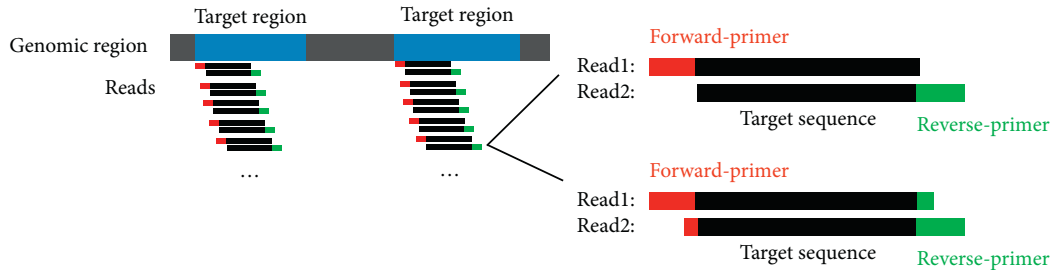 Target region
Target region
Genomic region
Reads
...
...
Forward-primer
Read1:
Read2:
Target sequence
Reverse-primer
Forward-primer
Read1:
Read2:
Target sequence
Reverse-primer